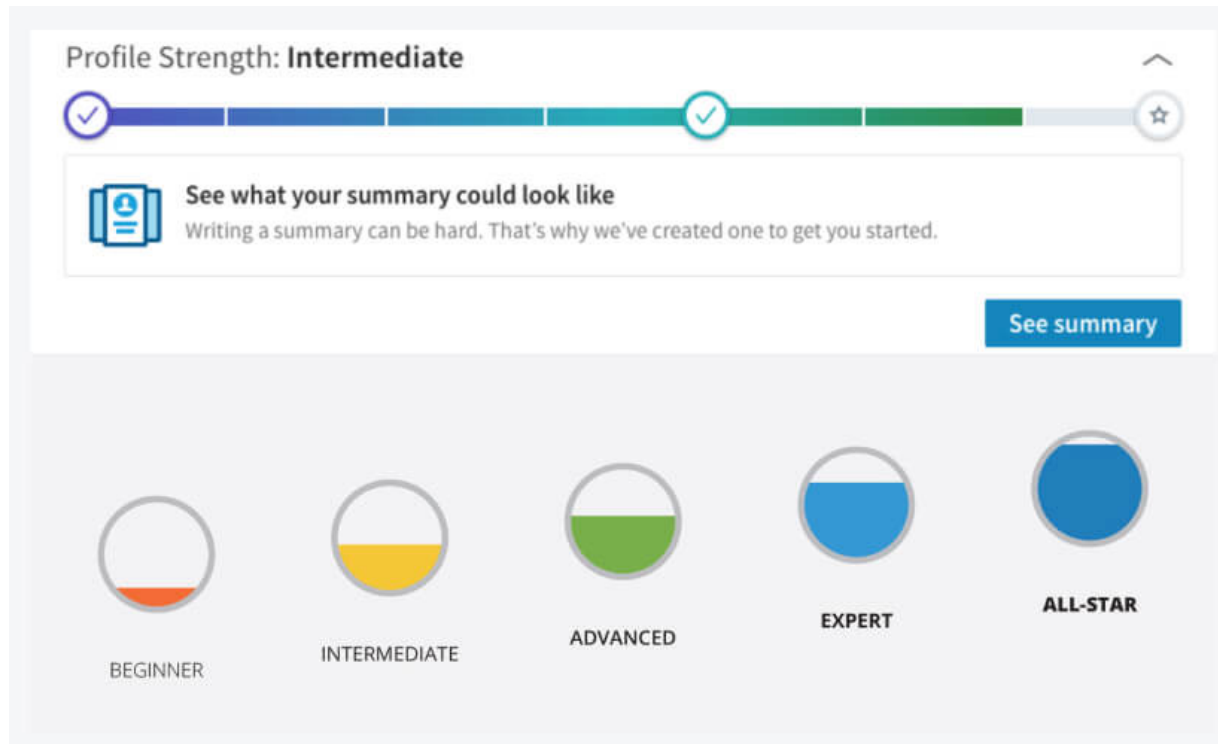 Profile Strength: Intermediate
See what your summary could look like
Writing a summary can be hard. That's why we've created one to get you started.
See summary
BEGINNER
INTERMEDIATE
ADVANCED
EXPERT
ALL-STAR